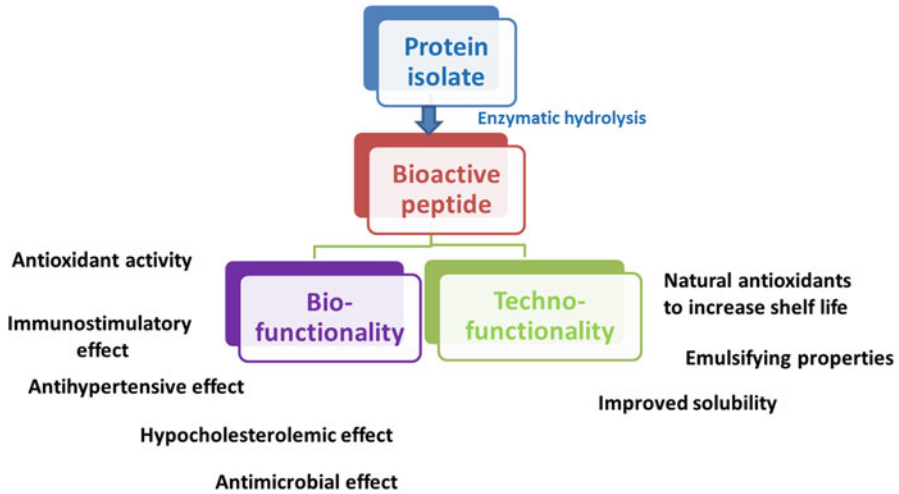 Protein
isolate
Enzymatic hydrolysis
Bioactive
peptide
Antioxidant activity
Immunostimulatory
effect
Antihypertensive effect
Hypocholesterolemic effect
Antimicrobial effect
Bio-
functionality
Techno-
functionality
Natural antioxidants
to increase shelf life
Emulsifying properties
Improved solubility